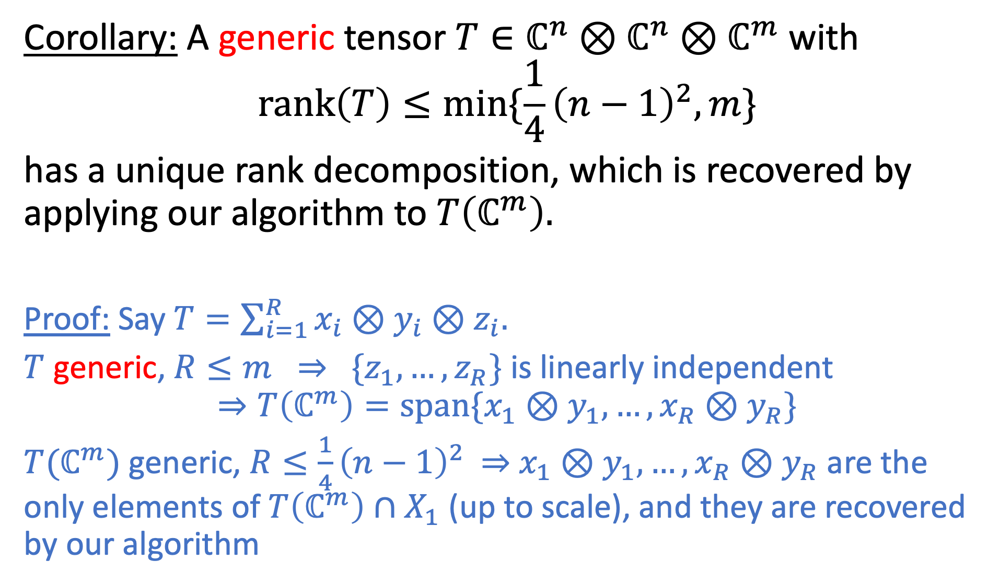 Corollary: A generic tensor 𝑇 ∈ ℂⁿ ⊗ ℂⁿ ⊗ ℂᵐ with
rank(𝑇) ≤ min{1/4 (𝑛 − 1)², 𝑚}
has a unique rank decomposition, which is recovered by
applying our algorithm to 𝑇(ℂᵐ).
Proof: Say 𝑇 = ∑ᵢ₌₁ᴿ 𝑥ᵢ ⊗ 𝑦ᵢ ⊗ 𝑧ᵢ.
𝑇 generic, 𝑅 ≤ 𝑚 ⇒ {𝑧₁, … , 𝑧_𝑅} is linearly independent
⇒ 𝑇(ℂᵐ) = span{𝑥₁ ⊗ 𝑦₁, … , 𝑥_𝑅 ⊗ 𝑦_𝑅}
𝑇(ℂᵐ) generic, 𝑅 ≤ 1/4 (𝑛 − 1)² ⇒ 𝑥₁ ⊗ 𝑦₁, … , 𝑥_𝑅 ⊗ 𝑦_𝑅 are the
only elements of 𝑇(ℂᵐ) ∩ 𝑋₁ (up to scale), and they are recovered
by our algorithm